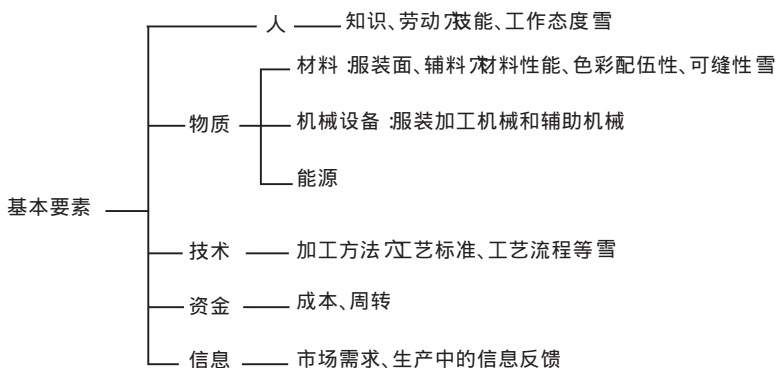 人 知识、劳动穴技能、工作态度雪
材料:服装面、辅料穴材料性能、色彩配伍性、可缝性雪
物质 机械设备:服装加工机械和辅助机械
能源
基本要素
技术 加工方法穴工艺标准、工艺流程等雪
资金 成本、周转
信息 市场需求、生产中的信息反馈